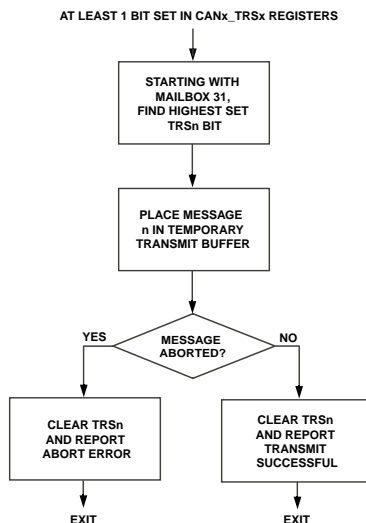 AT LEAST 1 BIT SET IN CANx_TRSx REGISTERS
STARTING WITH
MAILBOX 31,
FIND HIGHEST SET
TRSn BIT
PLACE MESSAGE
n IN TEMPORARY
TRANSMIT BUFFER
YES
MESSAGE
ABORTED?
NO
CLEAR TRSn
AND REPORT
ABORT ERROR
CLEAR TRSn
AND REPORT
TRANSMIT
SUCCESSFUL
EXIT
EXIT